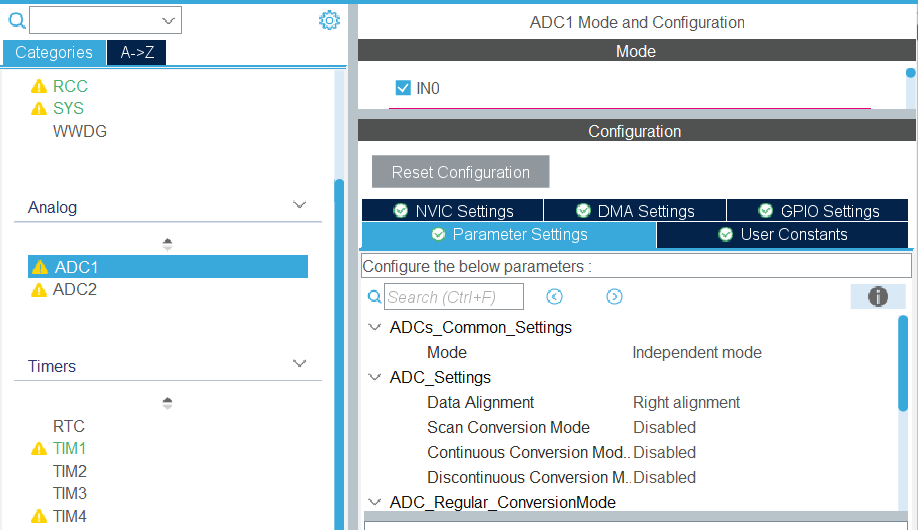 Categories
A->Z
RCC
SYS
WWDG
Analog
ADC1
ADC2
Timers
RTC
TIM1
TIM2
TIM3
TIM4
ADC1 Mode and Configuration
Mode
IN0
Configuration
Reset Configuration
NVIC Settings DMA Settings GPIO Settings
Parameter Settings User Constants
Configure the below parameters :
Search (Ctrl+F)
ADCs_Common_Settings
Mode Independent mode
ADC_Settings
Data Alignment Right alignment
Scan Conversion Mode Disabled
Continuous Conversion Mod.. Disabled
Discontinuous Conversion M.. Disabled
ADC_Regular_ConversionMode